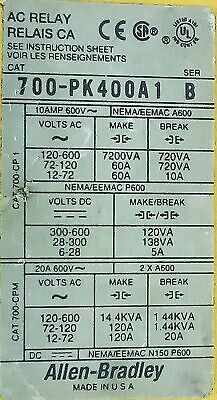 AC RELAY
RELAIS CA
SEE INSTRUCTION SHEET
VOIR LES RENSEIGNEMENTS
CE SA UL LISTED
CAT SER
700-PK400A1 B
10AMP 600V~ NEMA/EEMAC A600
VOLTS AC MAKE BREAK
120-600 7200VA 720VA
72-120 60A 720VA
12-72 60A 10A
CAT 700-CP1
NEMA/EEMAC P600
VOLTS DC MAKE/BREAK
300-600 120VA
28-300 138VA
6-28 5A
20A 600V~ 2 X A600
VOLTS AC MAKE BREAK
120-600 14.4KVA 1.44KVA
72-120 120A 1.44KVA
12-72 120A 20A
CAT 700-CPM
DC NEMA/EEMAC N150 P600
Allen-Bradley
MADE IN U.S.A